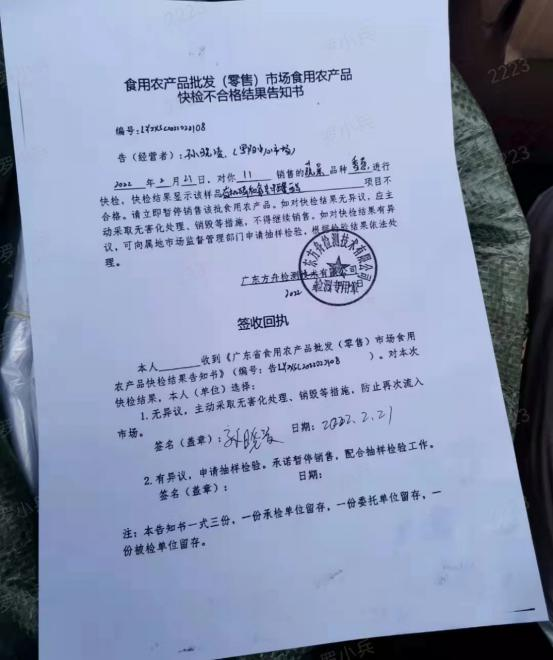 食用农产品批发（零售）市场食用农产品
快检不合格结果告知书
编号：
告（经营者）：
2022 年 2 月 21 日，对你 11 销售的蔬菜 品种 进行
快检，快检结果显示该样品 项目不
合格。请立即暂停销售该批食用农产品。如对快检结果无异议，应主
动采取无害化处理、销毁等措施，不得继续销售。如对快检结果有异
议，可向属地市场监督管理部门申请抽样检验，根据检验结果依法处
理。
广东方舟检测技术有限公司
2022
检测专用章
签收回执
本人 收到《广东省食用农产品批发（零售）市场食用
农产品快检结果告知书》（编号：告 ）。对本次
快检结果，本人（单位）选择：
1.无异议，主动采取无害化处理、销毁等措施，防止再次流入
市场。
签名（盖章）：孙晓凌 日期：2022.2.21
2.有异议，申请抽样检验。承诺暂停销售，配合抽样检验工作。
签名（盖章）： 日期：
注：本告知书一式三份，一份承检单位留存，一份委托单位留存，一
份被检单位留存。
罗小兵
2223